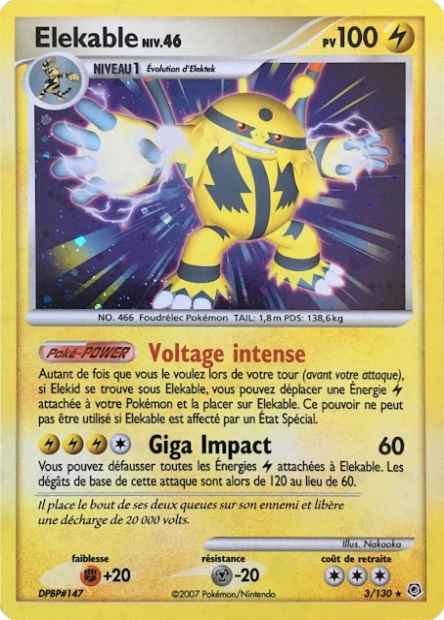 Elekable NIV.46 PV 100
NIVEAU 1 Évolution d'Elektek
NO. 466 Foudrélec Pokémon TAIL: 1,8 m PDS: 138,6 kg
Poké-POWER Voltage intense
Autant de fois que vous le voulez lors de votre tour (avant votre attaque),
si Elekid se trouve sous Elekable, vous pouvez déplacer une Énergie
attachée à votre Pokémon et la placer sur Elekable. Ce pouvoir ne peut
pas être utilisé si Elekable est affecté par un État Spécial.
Giga Impact 60
Vous pouvez défausser toutes les Énergies attachées à Elekable. Les
dégâts de base de cette attaque sont alors de 120 au lieu de 60.
Il place le bout de ses deux queues sur son ennemi et libère
une décharge de 20 000 volts.
Illus. Nakaoka
faiblesse résistance coût de retraite
+20 -20
DPBP#147 ©2007 Pokémon/Nintendo 3/130 ★